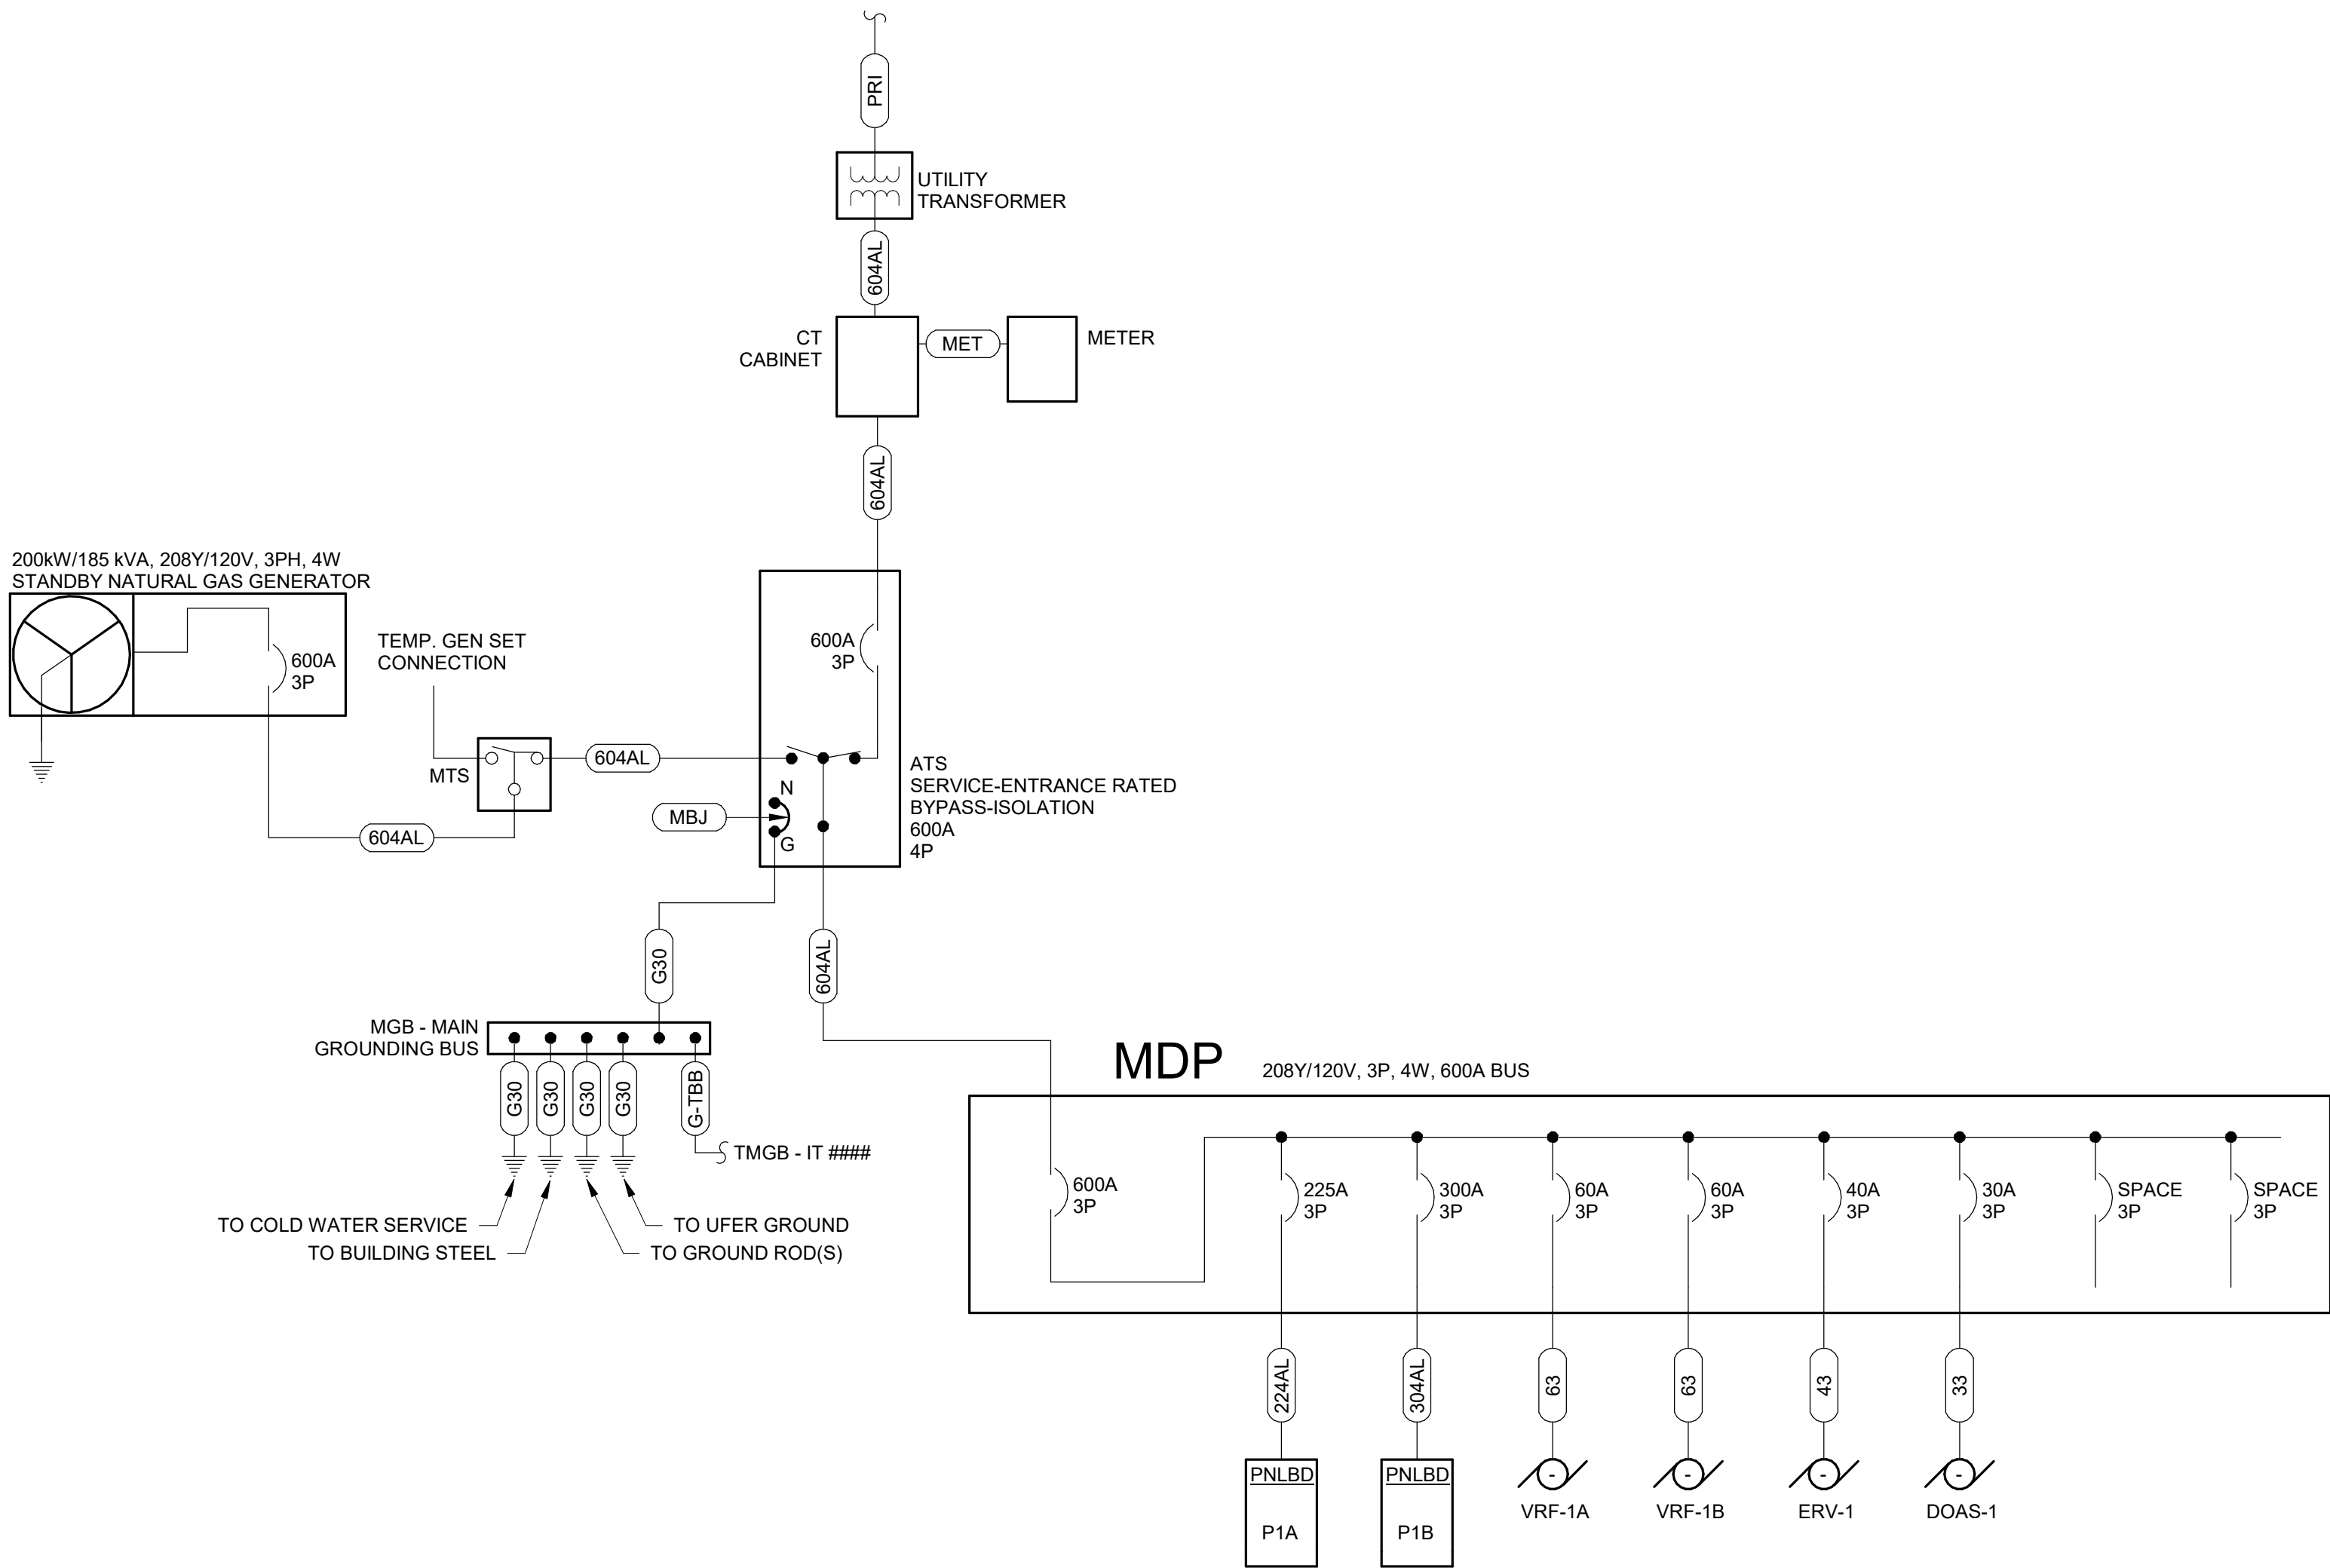 PRI
UTILITY
TRANSFORMER
604AL
CT
CABINET
MET
METER
604AL
200kW/185 kVA, 208Y/120V, 3PH, 4W
STANDBY NATURAL GAS GENERATOR
600A
3P
TEMP. GEN SET
CONNECTION
MTS
604AL
604AL
600A
3P
N
MBJ
G
ATS
SERVICE-ENTRANCE RATED
BYPASS-ISOLATION
600A
4P
G30
604AL
MGB - MAIN
GROUNDING BUS
G30
G30
G30
G30
G-TBB
TMGB - IT ####
TO COLD WATER SERVICE
TO BUILDING STEEL
TO UFER GROUND
TO GROUND ROD(S)
MDP
208Y/120V, 3P, 4W, 600A BUS
600A
3P
225A
3P
300A
3P
60A
3P
60A
3P
40A
3P
30A
3P
SPACE
3P
SPACE
3P
224AL
304AL
63
63
43
33
PNLBD
P1A
PNLBD
P1B
-
VRF-1A
-
VRF-1B
-
ERV-1
-
DOAS-1